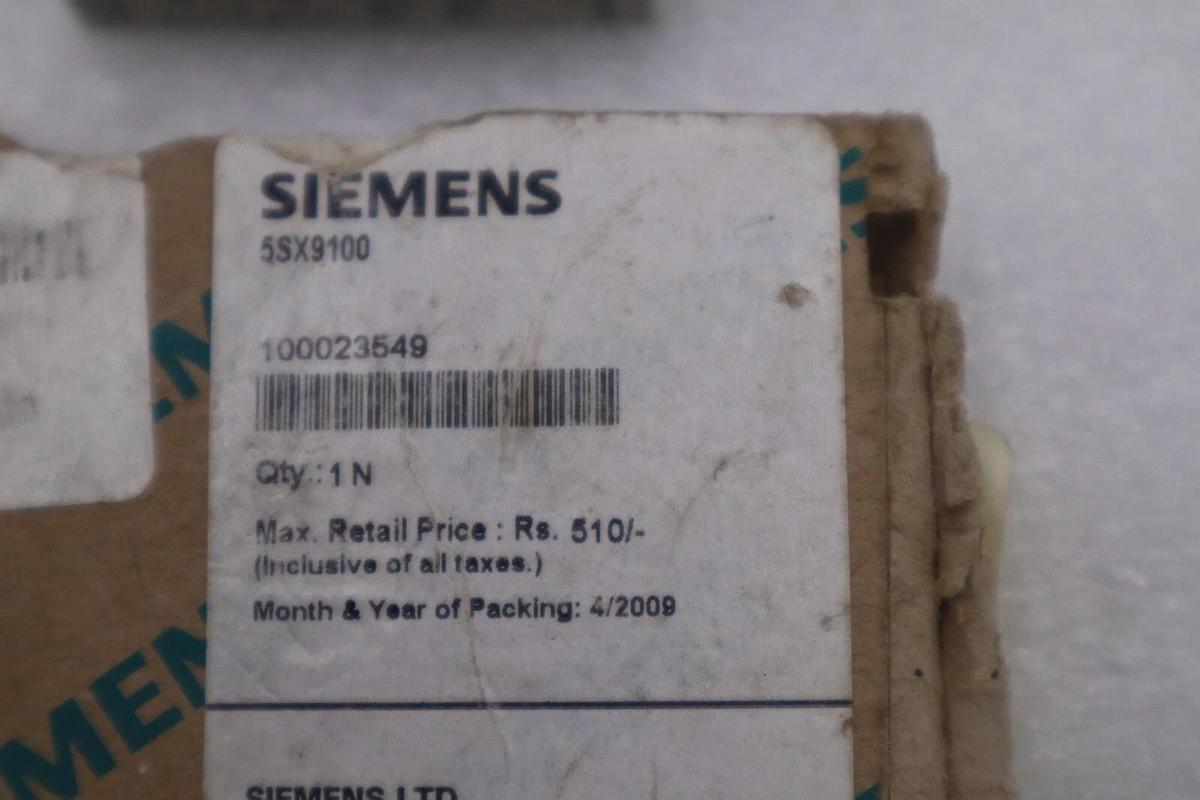 SIEMENS
5SX9100
100023549
Qty.: 1 N
Max. Retail Price : Rs. 510/-
(Inclusive of all taxes.)
Month & Year of Packing: 4/2009
SIEMENS LTD